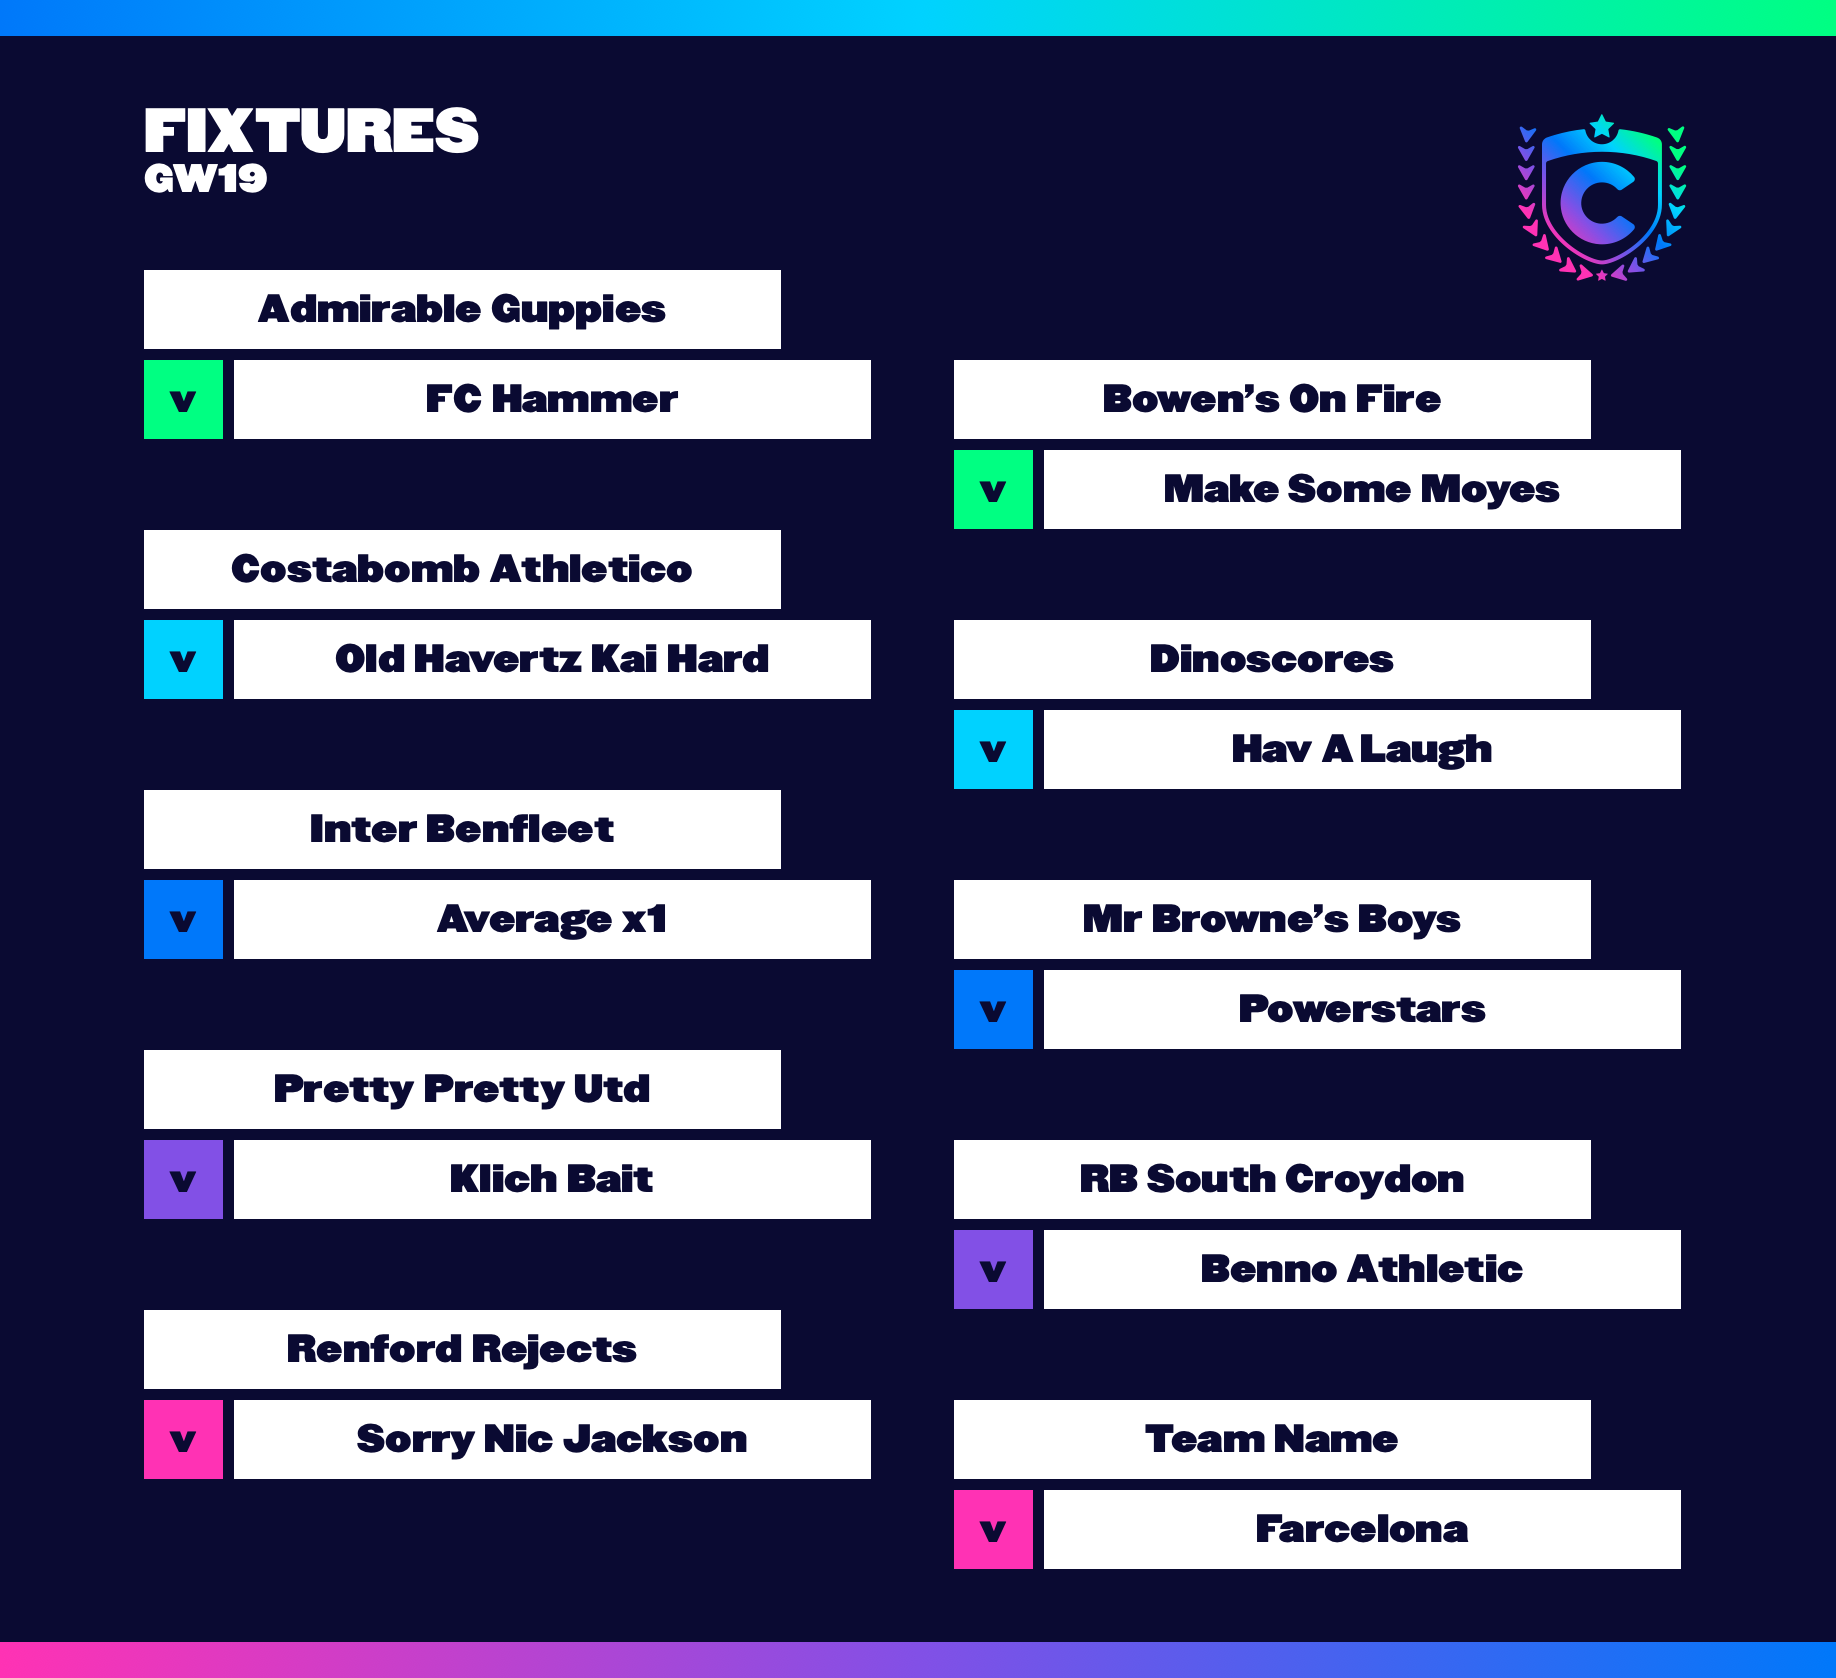 FIXTURES
GW19
C
Admirable Guppies
v FC Hammer
Bowen’s On Fire
v Make Some Moyes
Costabomb Athletico
v Old Havertz Kai Hard
Dinoscores
v Hav A Laugh
Inter Benfleet
v Average x1
Mr Browne’s Boys
v Powerstars
Pretty Pretty Utd
v Klich Bait
RB South Croydon
v Benno Athletic
Renford Rejects
v Sorry Nic Jackson
Team Name
v Farcelona